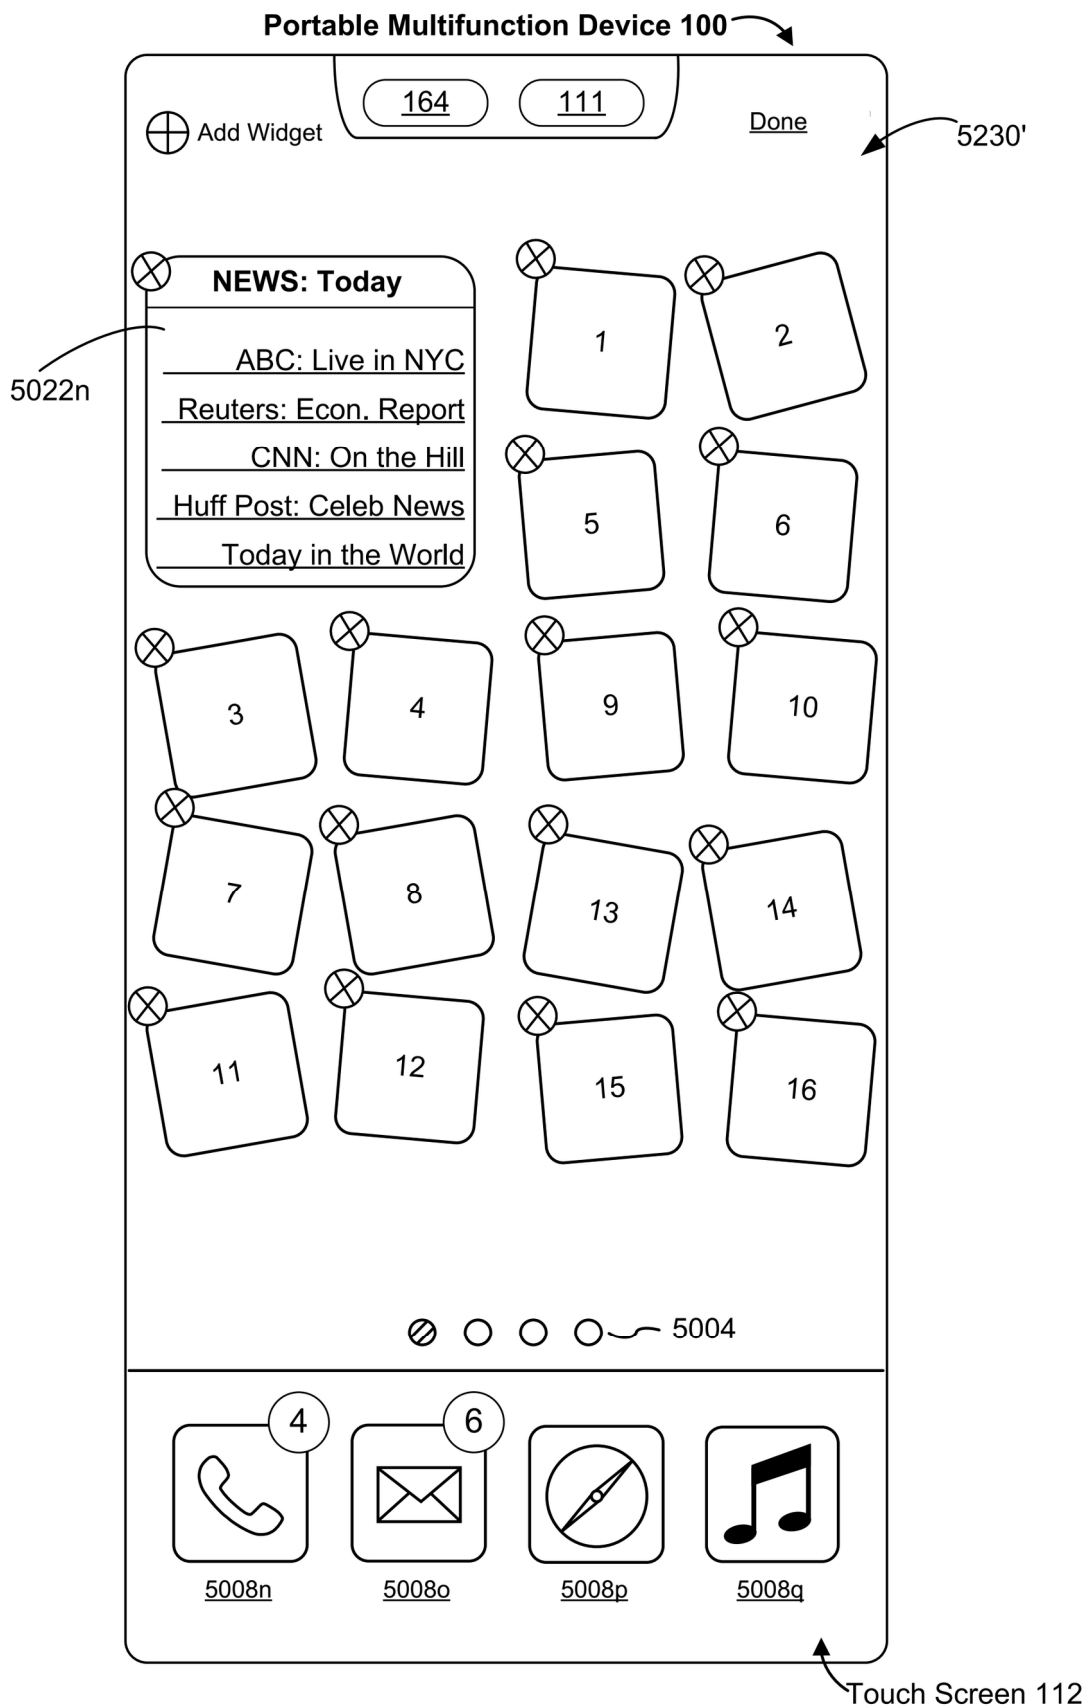 Portable Multifunction Device 100
164 111
Add Widget
Done
5230'
NEWS: Today
ABC: Live in NYC
Reuters: Econ. Report
CNN: On the Hill
Huff Post: Celeb News
Today in the World
5022n
1 2
5 6
3 4 9 10
7 8 13 14
11 12 15 16
5004
4 6
5008n 5008o 5008p 5008q
Touch Screen 112